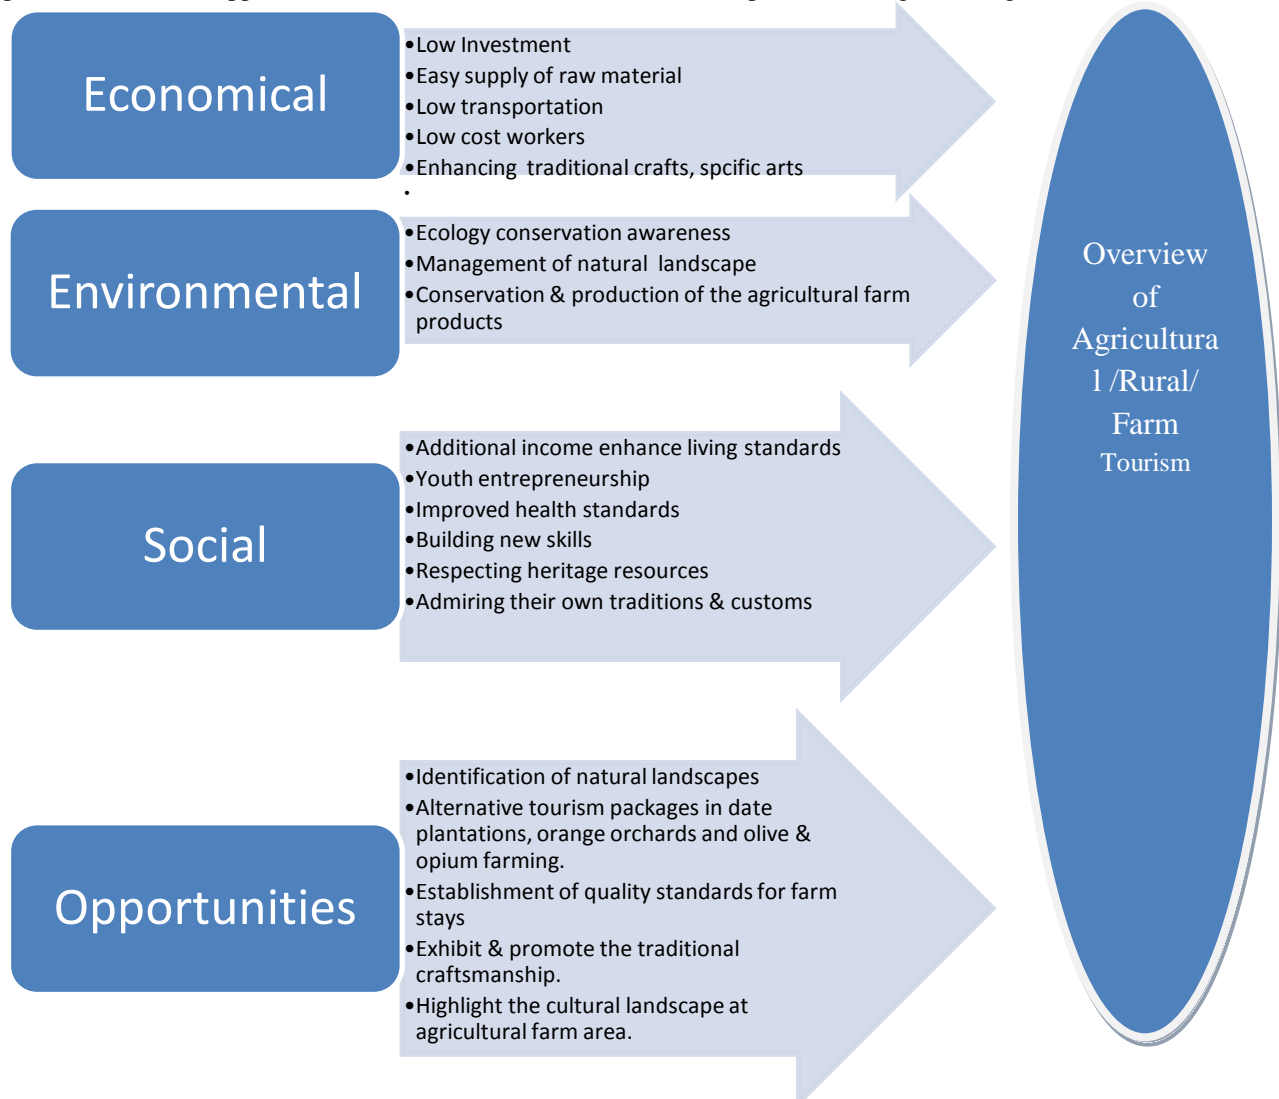 Economical
•Low Investment
•Easy supply of raw material
•Low transportation
•Low cost workers
•Enhancing traditional crafts, spcific arts
•
Environmental
•Ecology conservation awareness
•Management of natural landscape
•Conservation & production of the agricultural farm
products
Social
•Additional income enhance living standards
•Youth entrepreneurship
•Improved health standards
•Building new skills
•Respecting heritage resources
•Admiring their own traditions & customs
Opportunities
•Identification of natural landscapes
•Alternative tourism packages in date
plantations, orange orchards and olive &
opium farming.
•Establishment of quality standards for farm
stays
•Exhibit & promote the traditional
craftsmanship.
•Highlight the cultural landscape at
agricultural farm area.
Overview
of
Agricultura
l /Rural/
Farm
Tourism